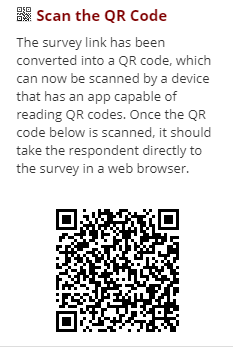 Scan the QR Code
The survey link has been
converted into a QR code, which
can now be scanned by a device
that has an app capable of
reading QR codes. Once the QR
code below is scanned, it should
take the respondent directly to
the survey in a web browser.